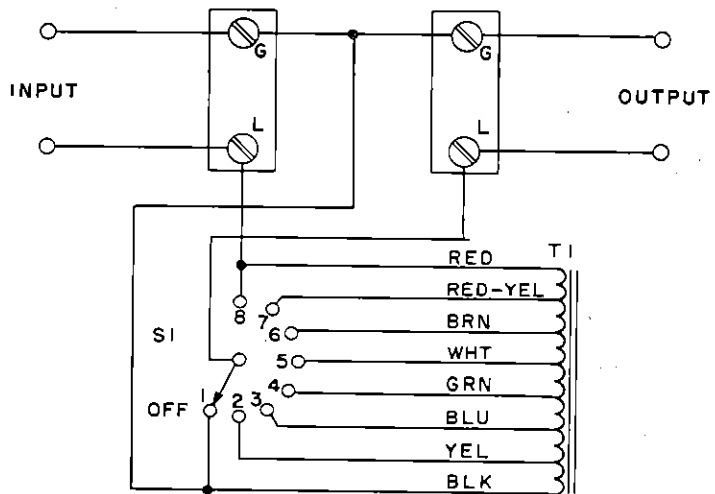 G G
INPUT
OUTPUT
L L
RED T1
RED-YEL
8 7
BRN
6
S1
WHT
5
GRN
4
1 2 3
OFF
BLU
YEL
BLK